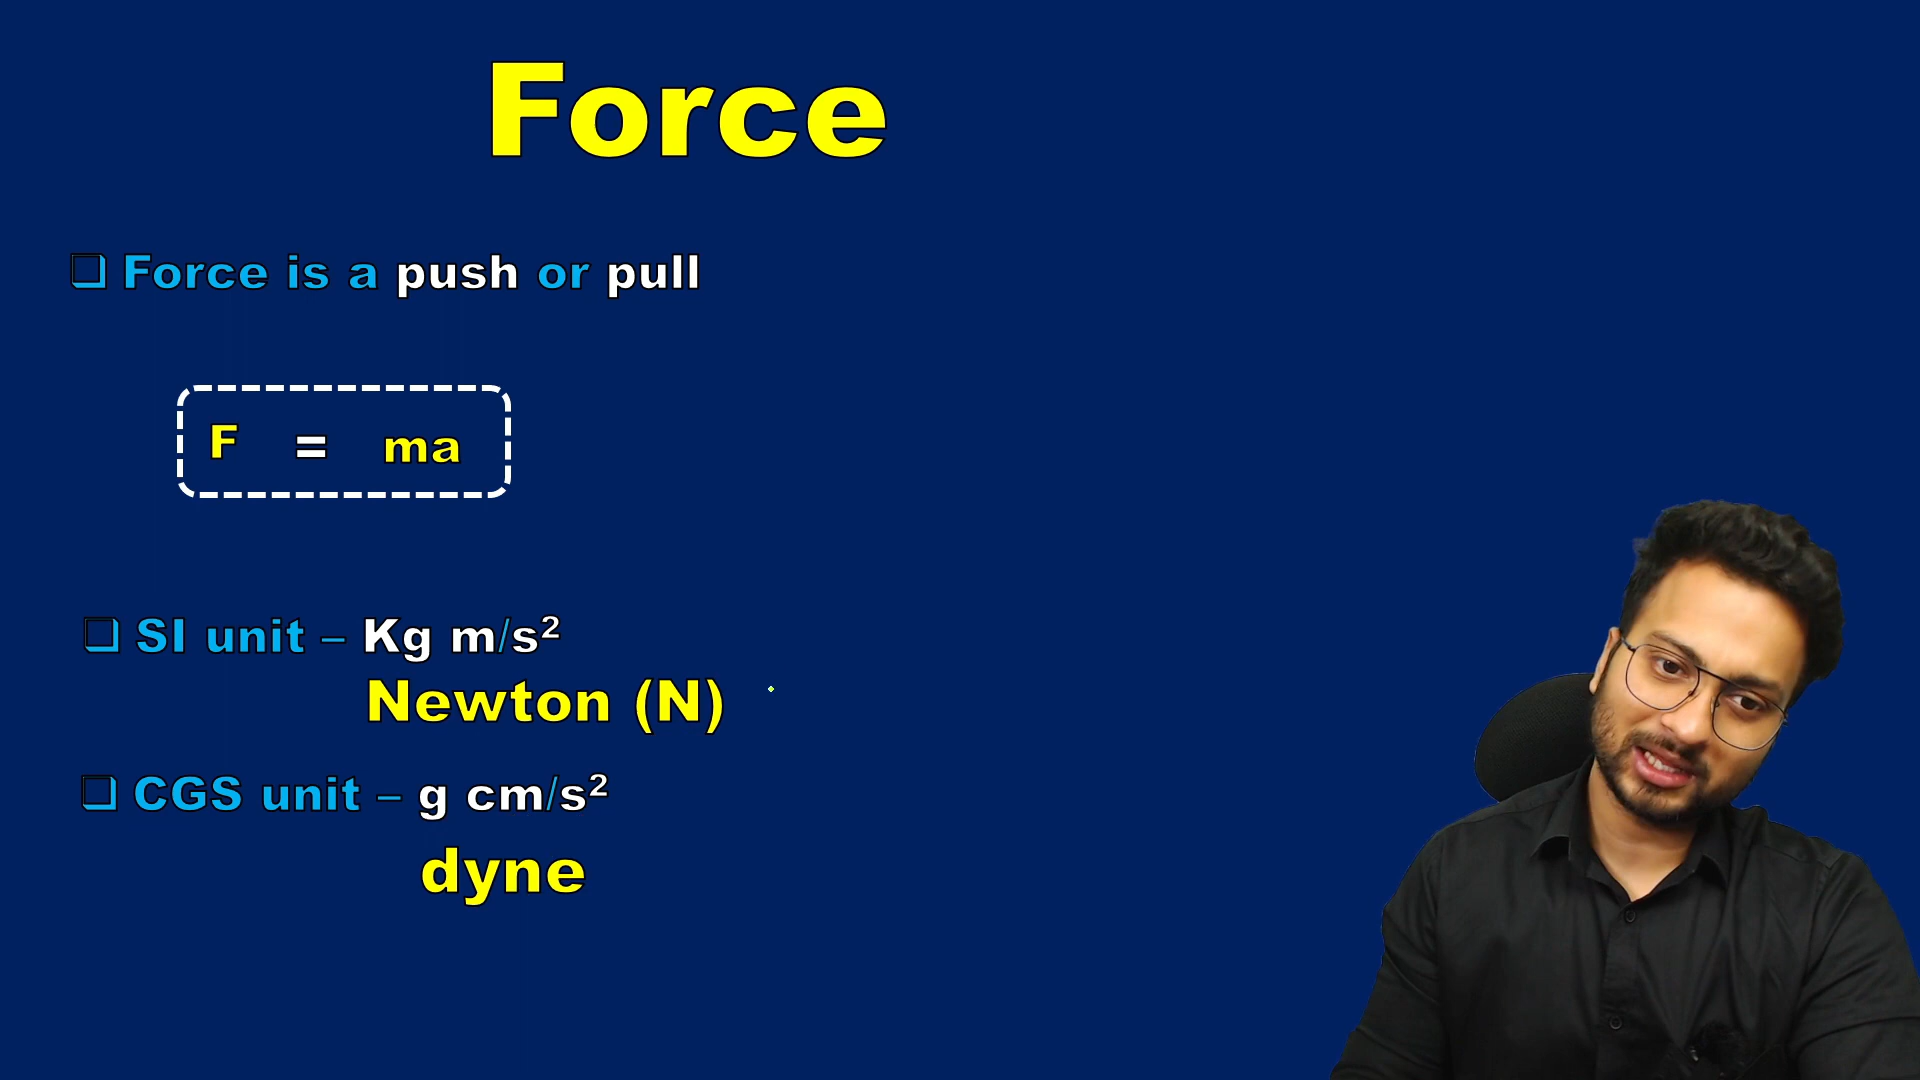 Force
❑ Force is a push or pull
F = ma
❑ SI unit – Kg m/s²
Newton (N)
❑ CGS unit – g cm/s²
dyne